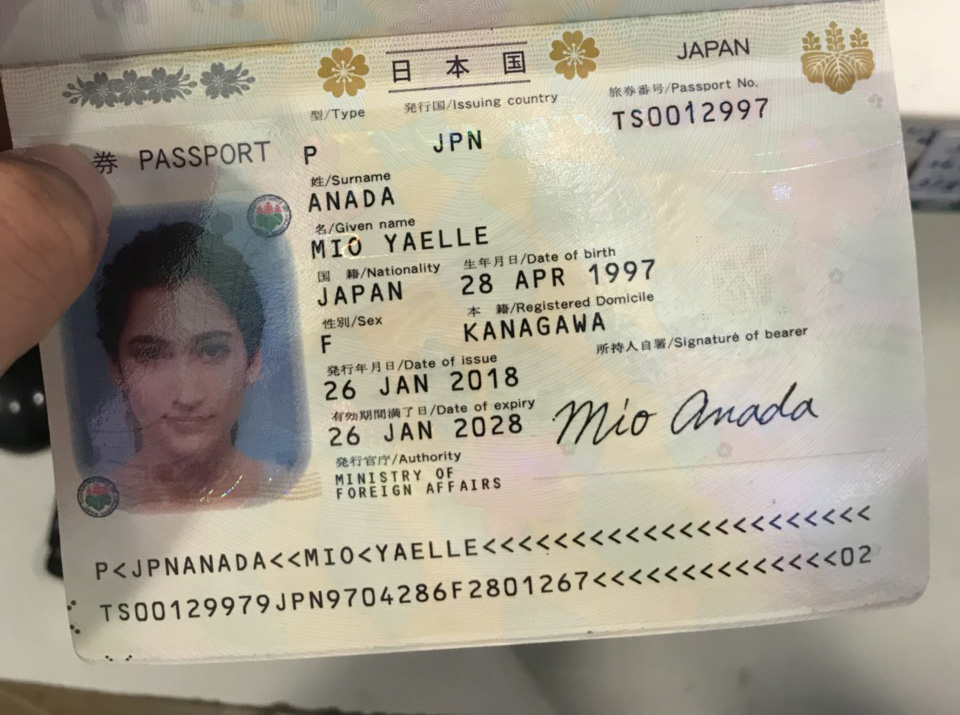 日本国 JAPAN
型/Type 発行国/Issuing country 旅券番号/Passport No.
券 PASSPORT P JPN TS0012997
姓/Surname
ANADA
名/Given name
MIO YAELLE
国 籍/Nationality 生年月日/Date of birth
JAPAN 28 APR 1997
性別/Sex 本 籍/Registered Domicile
F KANAGAWA
発行年月日/Date of issue 所持人自署/Signature of bearer
26 JAN 2018
有効期間満了日/Date of expiry
26 JAN 2028 Mio Anada
発行官庁/Authority
MINISTRY OF
FOREIGN AFFAIRS
P<JPNANADA<<MIO<YAELLE<<<<<<<<<<<<<<<<<<<<<<
TS00129979JPN9704286F2801267<<<<<<<<<<<<<<02